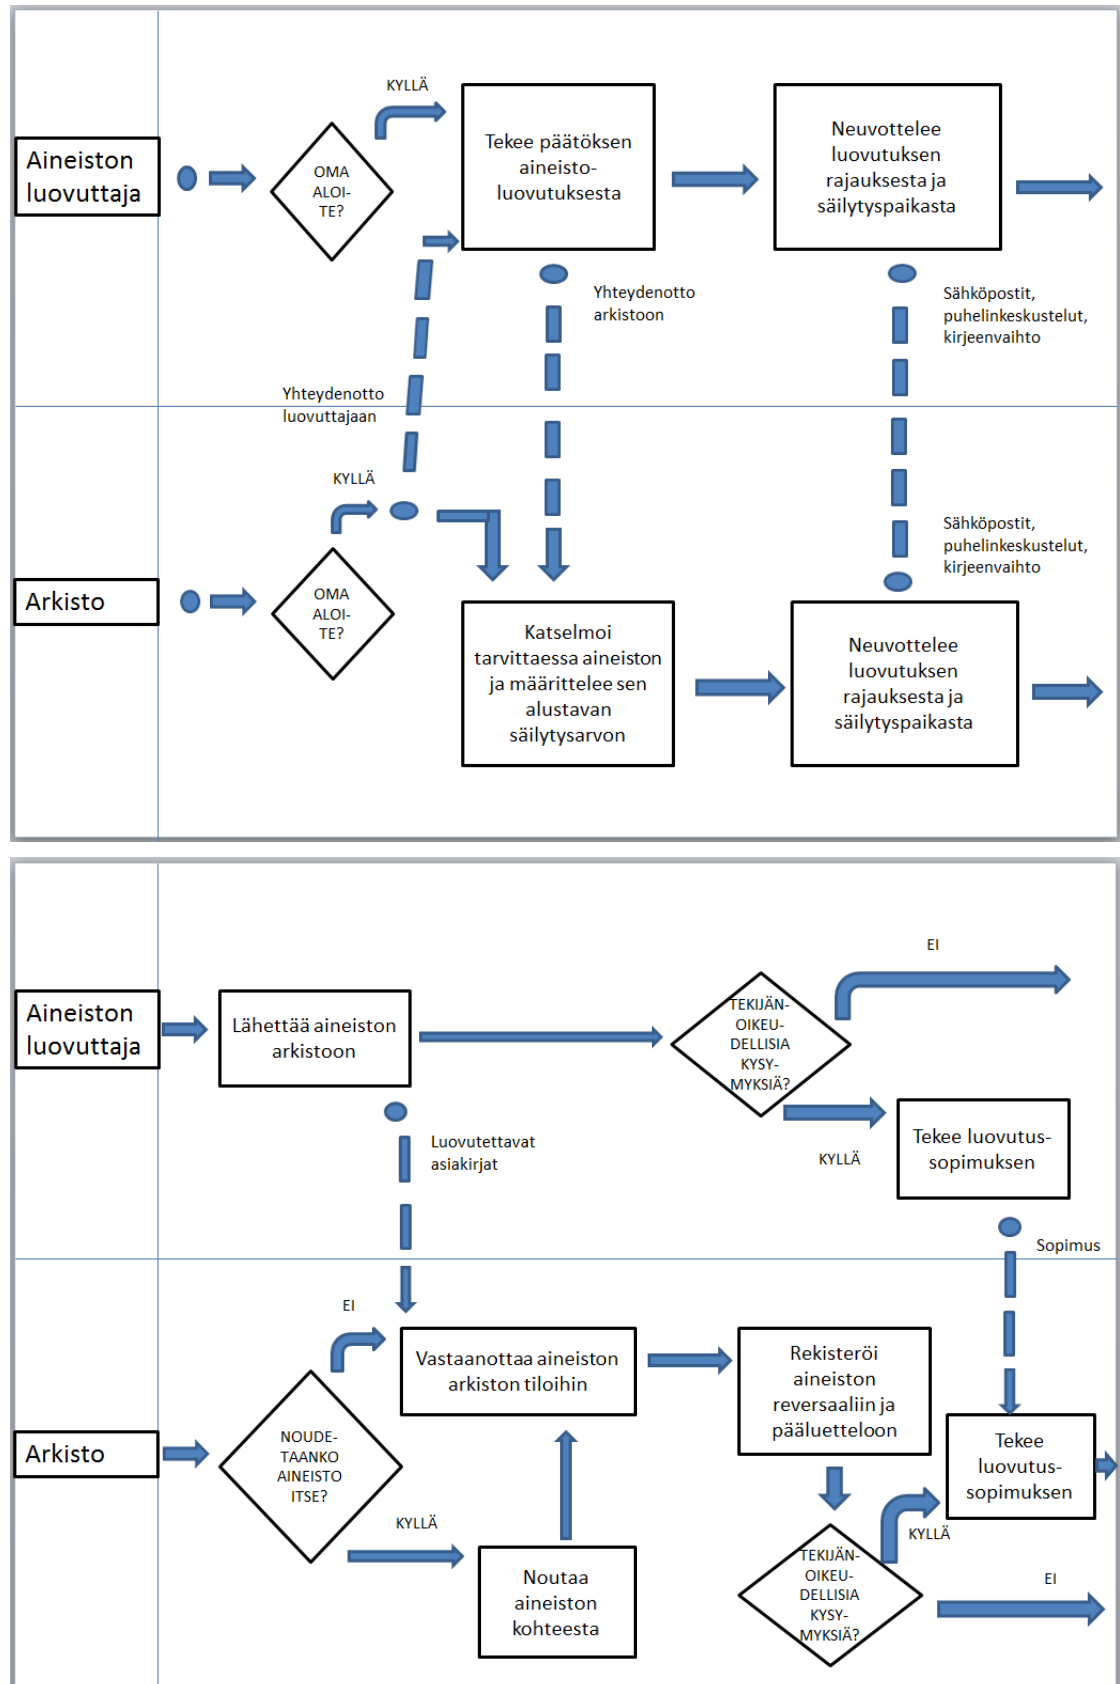 KYLLÄ
Aineiston
luovuttaja
OMA
ALOI-
TE?
Tekee päätöksen
aineisto-
luovutuksesta
Neuvottelee
luovutuksen
rajauksesta ja
säilytyspaikasta
Yhteydenotto
arkistoon
Sähköpostit,
puhelinkeskustelut,
kirjeenvaihto
Yhteydenotto
luovuttajaan
KYLLÄ
Arkisto
OMA
ALOI-
TE?
Sähköpostit,
puhelinkeskustelut,
kirjeenvaihto
Katselmoi
tarvittaessa aineiston
ja määrittelee sen
alustavan
säilytysarvon
Neuvottelee
luovutuksen
rajauksesta ja
säilytyspaikasta
Aineiston
luovuttaja
Lähettää aineiston
arkistoon
TEKIJÄN-
OIKEU-
DELLISIA
KYSY-
MYKSIÄ?
EI
KYLLÄ
Tekee luovutus-
sopimuksen
Luovutettavat
asiakirjat
Sopimus
EI
Vastaanottaa aineiston
arkiston tiloihin
Rekisteröi
aineiston
reversaaliin ja
pääluetteloon
Arkisto
NOUDE-
TAANKO
AINEISTO
ITSE?
Tekee
luovutus-
sopimuksen
KYLLÄ
Noutaa
aineiston
kohteesta
KYLLÄ
TEKIJÄN-
OIKEU-
DELLISIA
KYSY-
MYKSIÄ?
EI